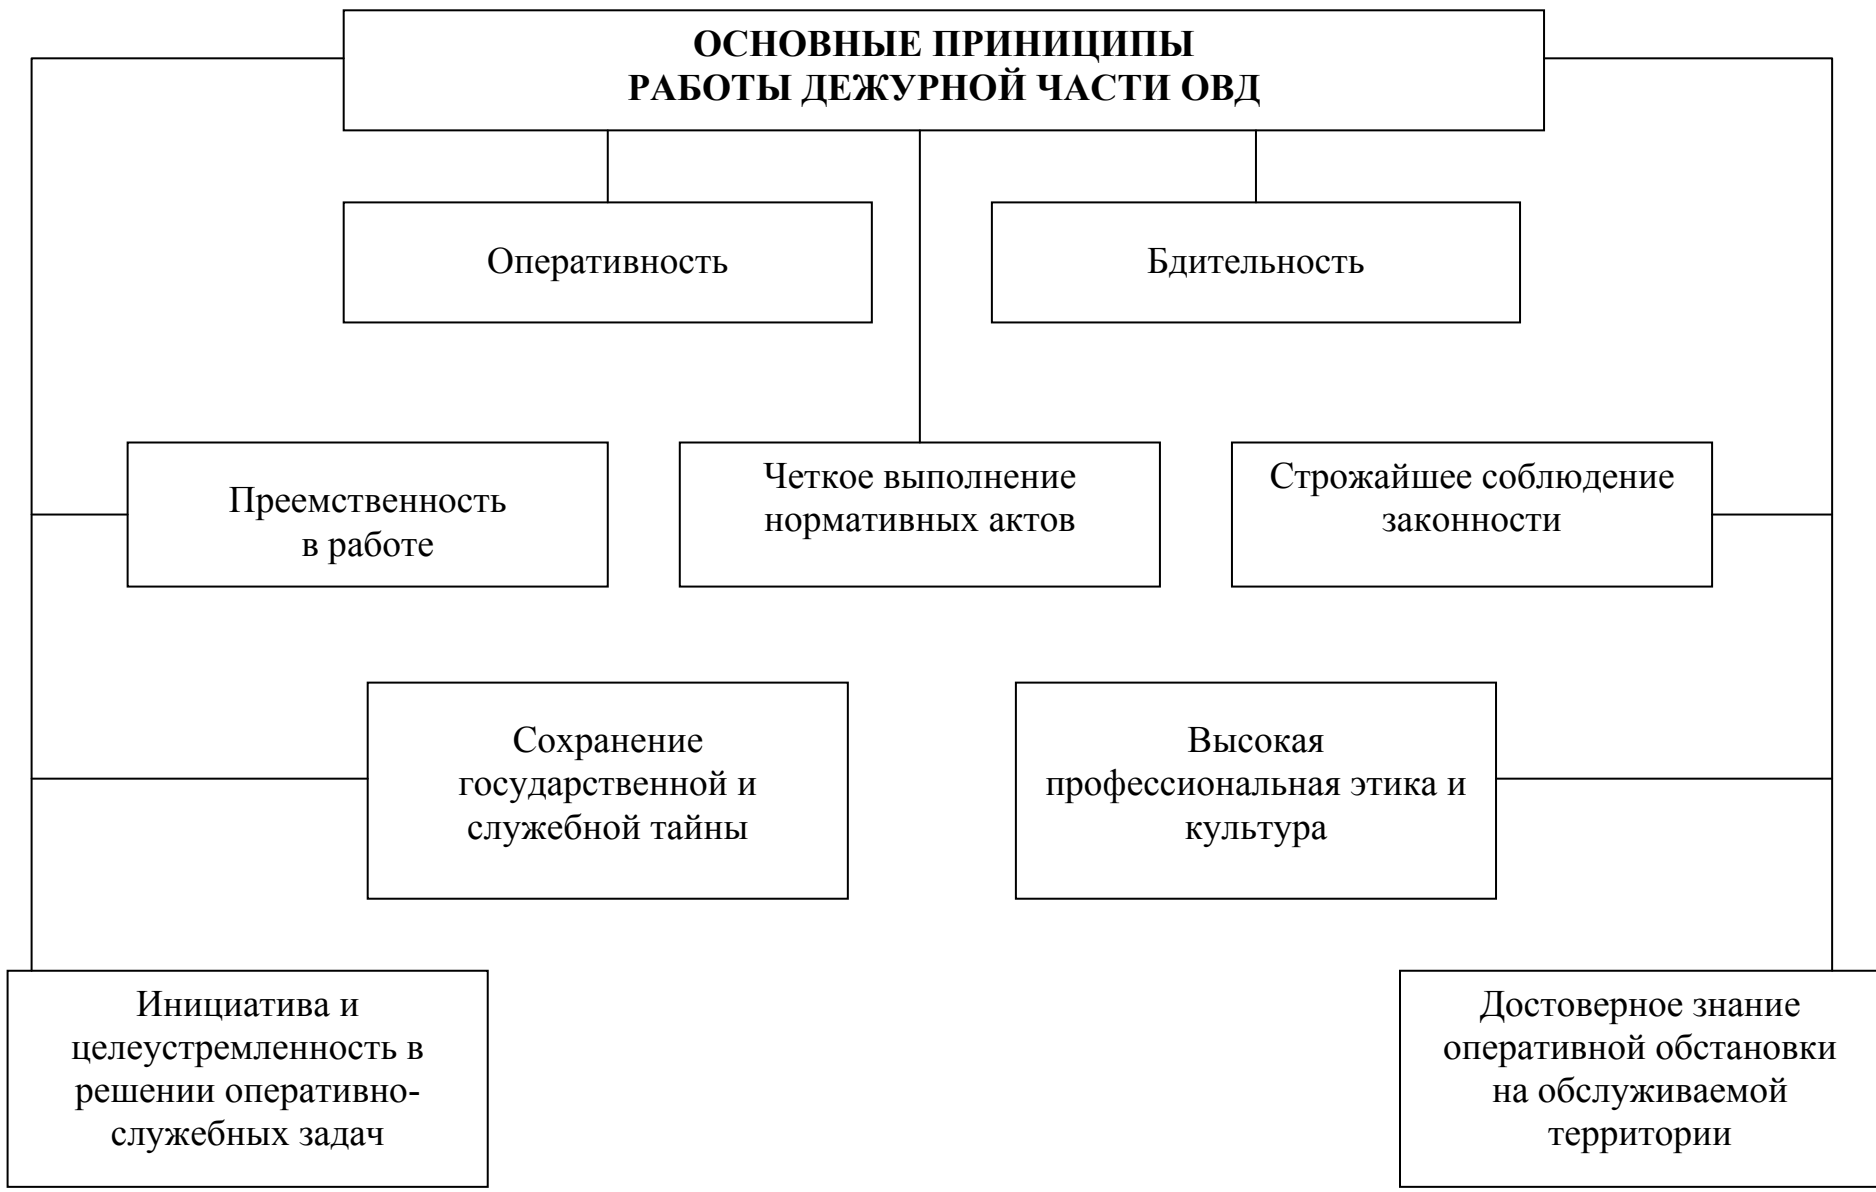 ОСНОВНЫЕ ПРИНИЦИПЫ
РАБОТЫ ДЕЖУРНОЙ ЧАСТИ ОВД
Оперативность
Бдительность
Преемственность
в работе
Четкое выполнение
нормативных актов
Строжайшее соблюдение
законности
Сохранение
государственной и
служебной тайны
Высокая
профессиональная этика и
культура
Инициатива и
целеустремленность в
решении оперативно-
служебных задач
Достоверное знание
оперативной обстановки
на обслуживаемой
территории